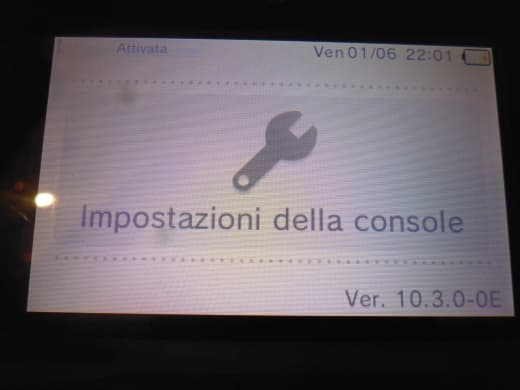 Attivata Ven 01/06 22:01
Impostazioni della console
Ver. 10.3.0-0E